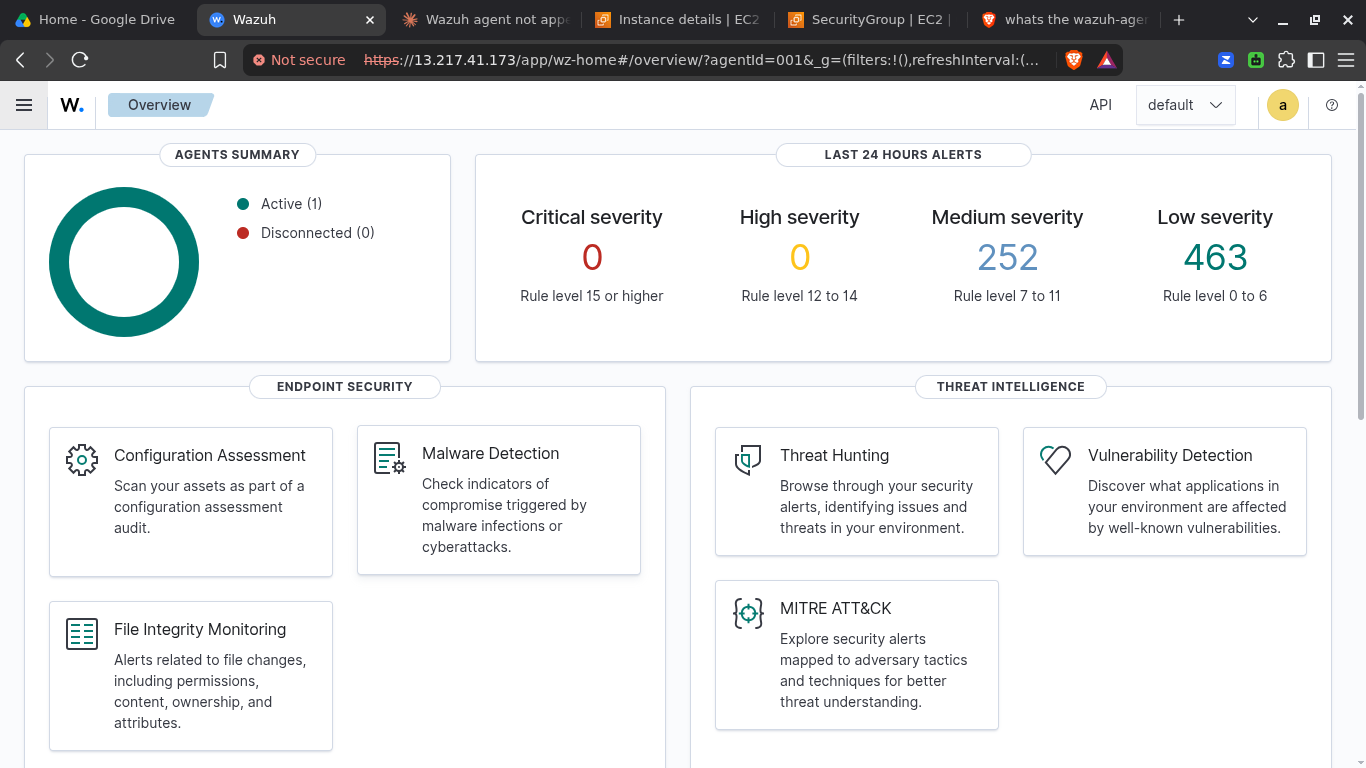 Home - Google Drive
Wazuh
Wazuh agent not appe
Instance details | EC2
SecurityGroup | EC2 |
whats the wazuh-agen
Not secure
https://13.217.41.173/app/wz-home#/overview/?agentId=001&_g=(filters:!(),refreshInterval:(...
W.
Overview
API
default
a
AGENTS SUMMARY
Active (1)
Disconnected (0)
LAST 24 HOURS ALERTS
Critical severity
0
Rule level 15 or higher
High severity
0
Rule level 12 to 14
Medium severity
252
Rule level 7 to 11
Low severity
463
Rule level 0 to 6
ENDPOINT SECURITY
Configuration Assessment
Scan your assets as part of a
configuration assessment
audit.
Malware Detection
Check indicators of
compromise triggered by
malware infections or
cyberattacks.
File Integrity Monitoring
Alerts related to file changes,
including permissions,
content, ownership, and
attributes.
THREAT INTELLIGENCE
Threat Hunting
Browse through your security
alerts, identifying issues and
threats in your environment.
Vulnerability Detection
Discover what applications in
your environment are affected
by well-known vulnerabilities.
MITRE ATT&CK
Explore security alerts
mapped to adversary tactics
and techniques for better
threat understanding.